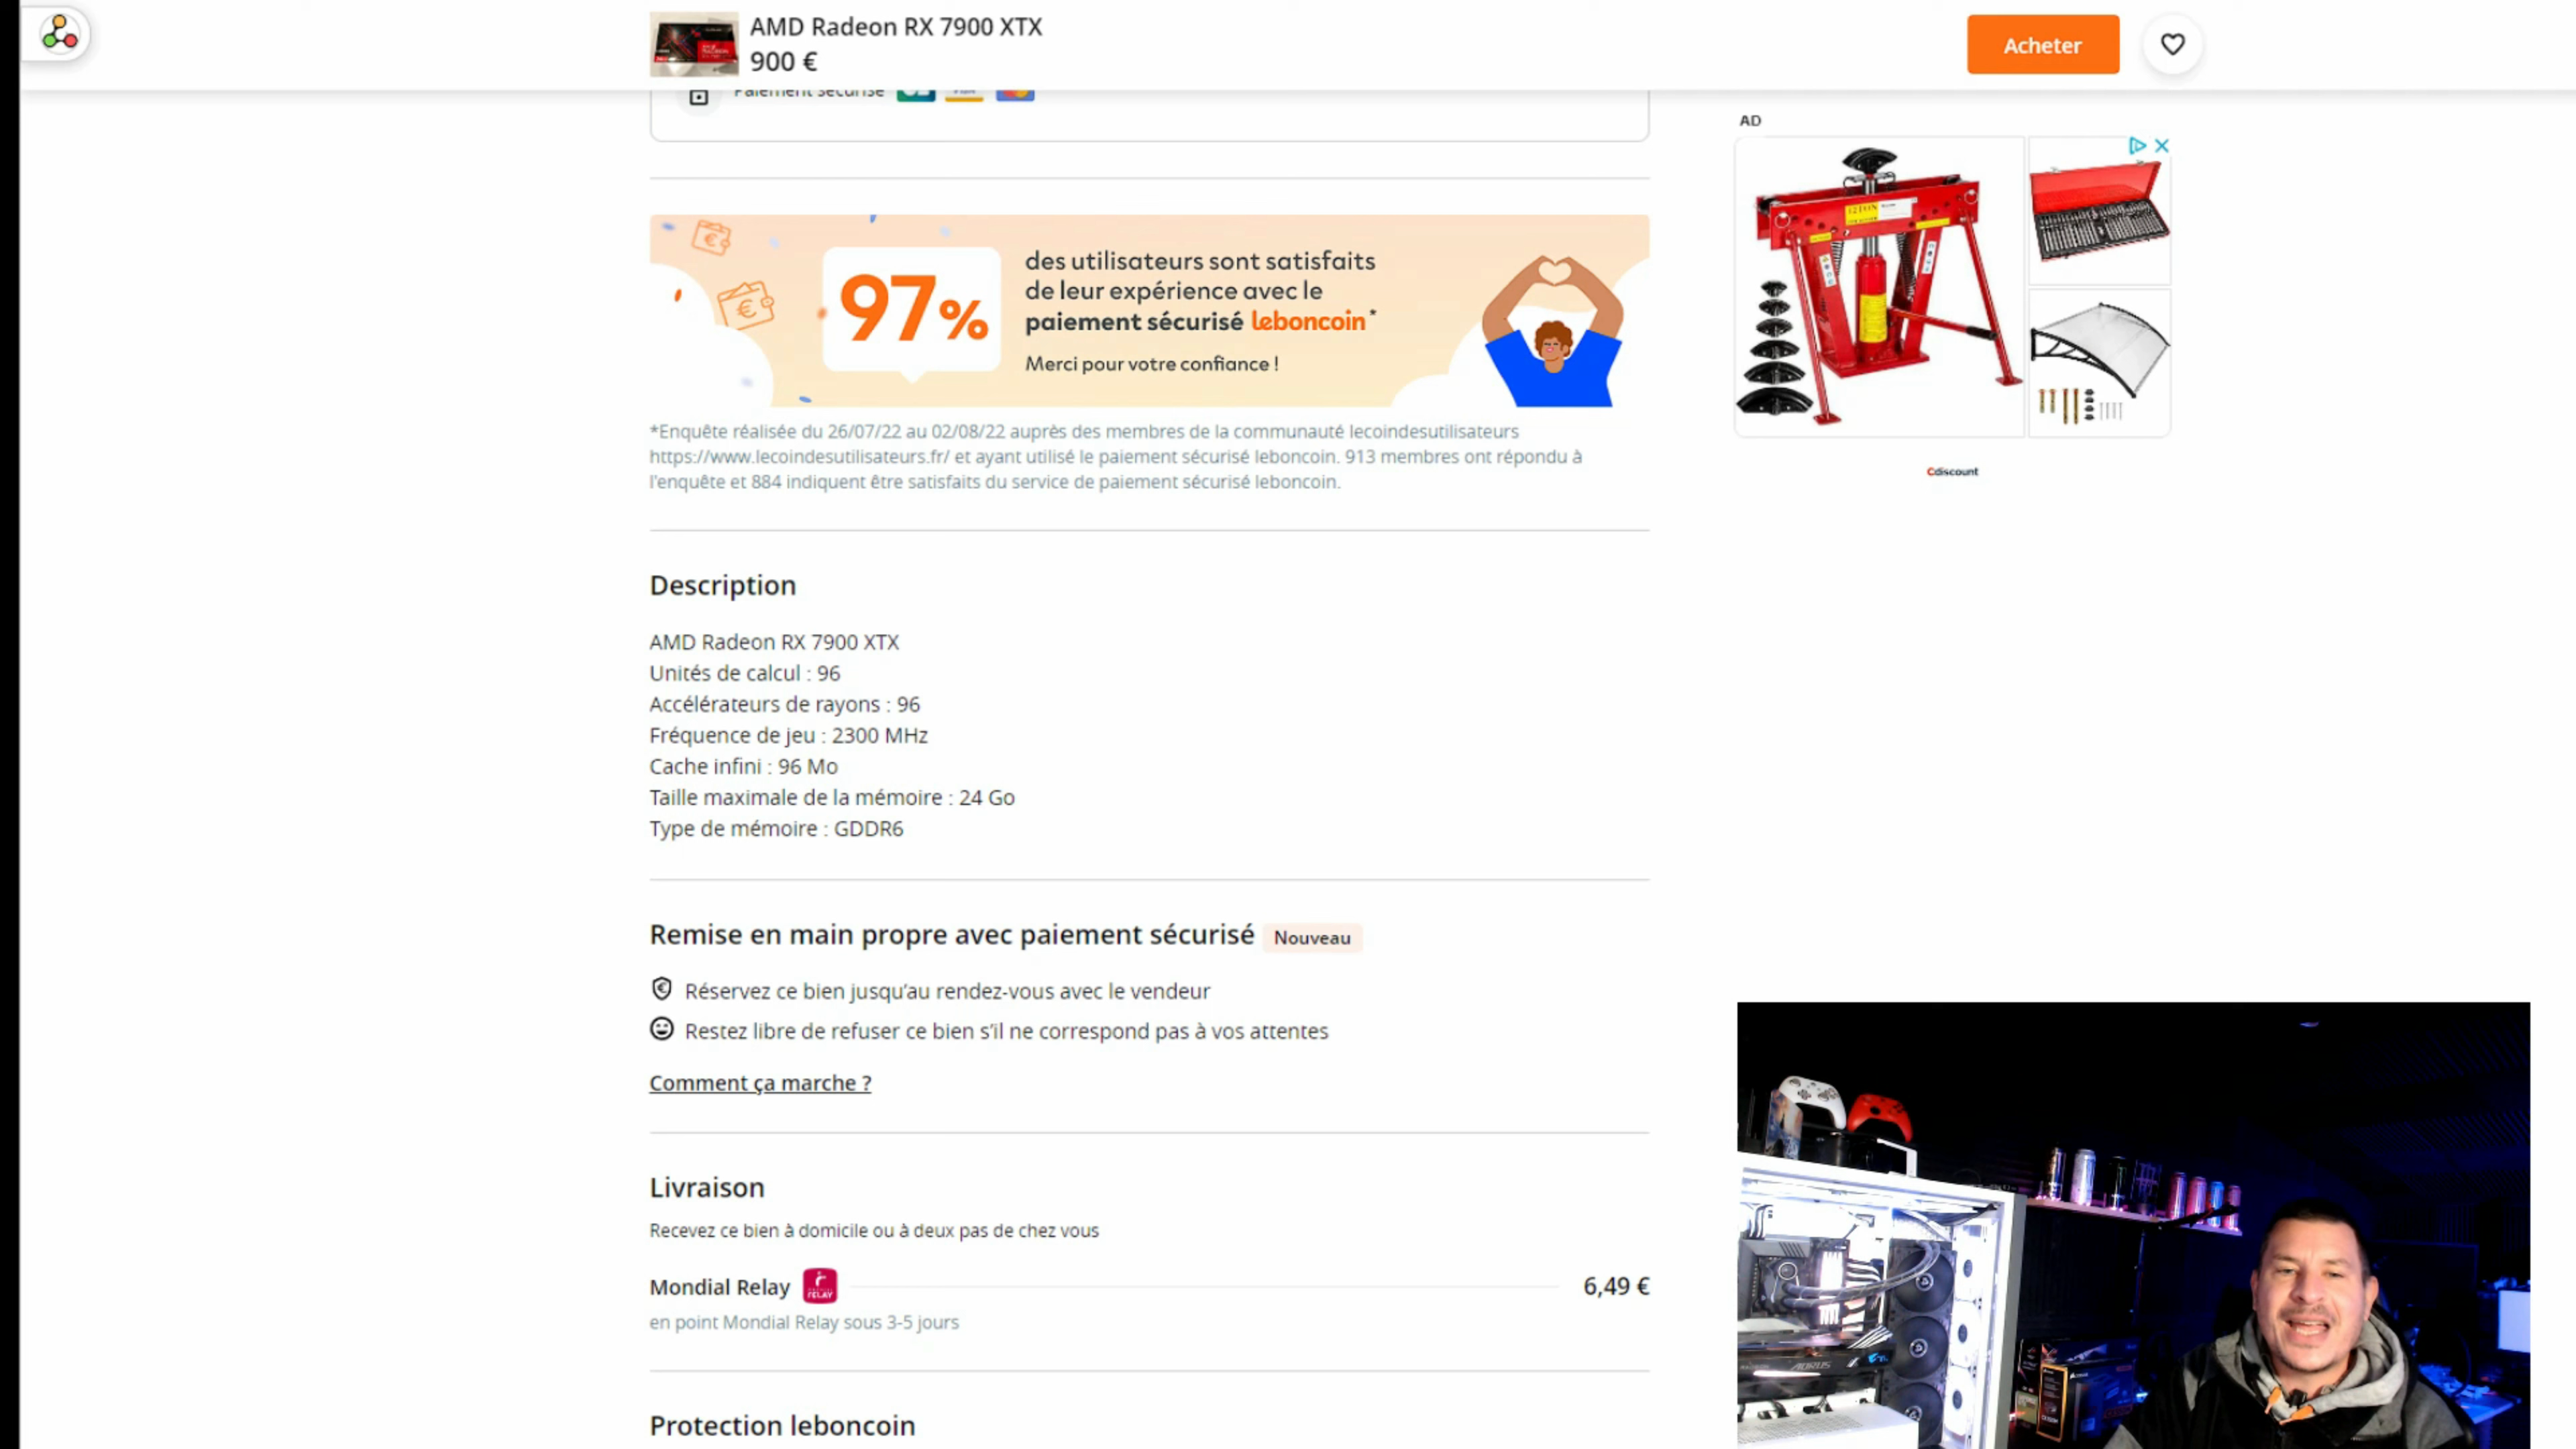 AMD Radeon RX 7900 XTX
900 €
Acheter
Paiement sécurisé
AD
97%
des utilisateurs sont satisfaits
de leur expérience avec le
paiement sécurisé leboncoin*
Merci pour votre confiance !
Cdiscount
*Enquête réalisée du 26/07/22 au 02/08/22 auprès des membres de la communauté lecoindesutilisateurs
https://www.lecoindesutilisateurs.fr/ et ayant utilisé le paiement sécurisé leboncoin. 913 membres ont répondu à
l'enquête et 884 indiquent être satisfaits du service de paiement sécurisé leboncoin.
Description
AMD Radeon RX 7900 XTX
Unités de calcul : 96
Accélérateurs de rayons : 96
Fréquence de jeu : 2300 MHz
Cache infini : 96 Mo
Taille maximale de la mémoire : 24 Go
Type de mémoire : GDDR6
Remise en main propre avec paiement sécurisé Nouveau
Réservez ce bien jusqu'au rendez-vous avec le vendeur
Restez libre de refuser ce bien s'il ne correspond pas à vos attentes
Comment ça marche ?
Livraison
Recevez ce bien à domicile ou à deux pas de chez vous
Mondial Relay 6,49 €
en point Mondial Relay sous 3-5 jours
Protection leboncoin
AORUS